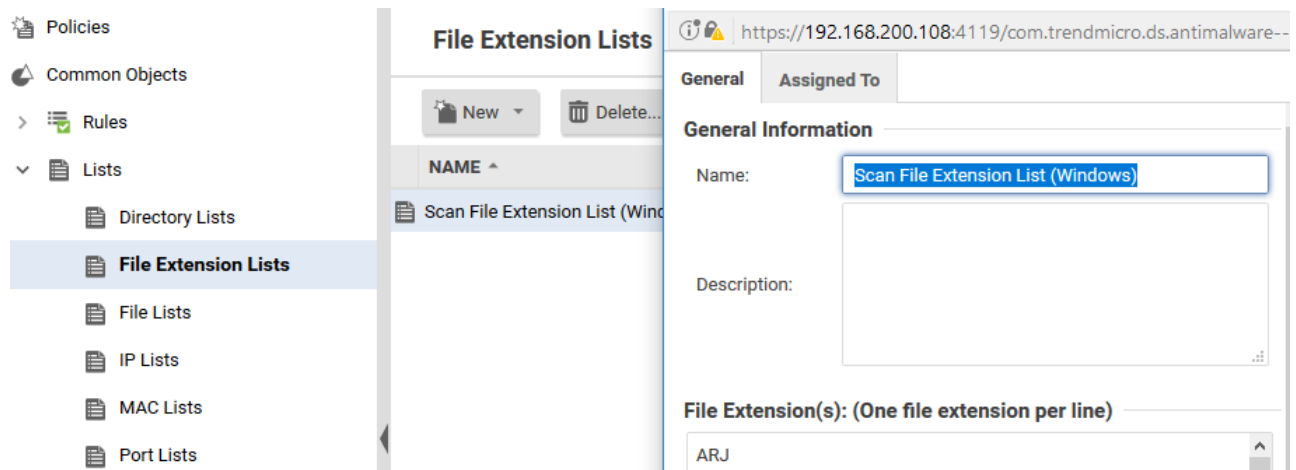 Policies
Common Objects
Rules
Lists
Directory Lists
File Extension Lists
File Lists
IP Lists
MAC Lists
Port Lists
File Extension Lists
New
Delete...
NAME
Scan File Extension List (Wind
https://192.168.200.108:4119/com.trendmicro.ds.antimalware--
General
Assigned To
General Information
Name:
Scan File Extension List (Windows)
Description:
File Extension(s): (One file extension per line)
ARJ